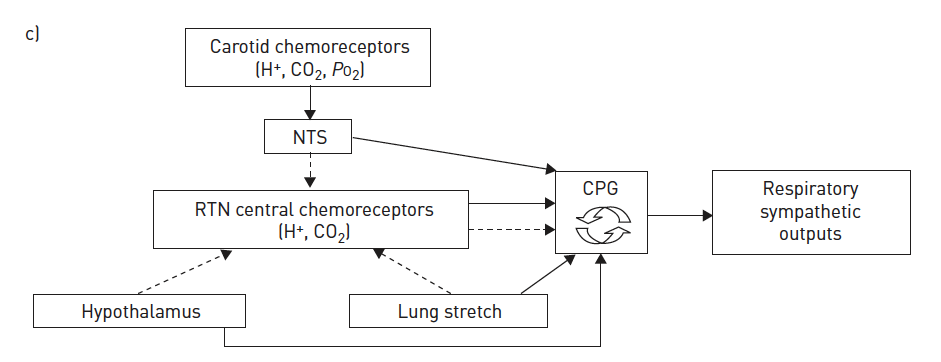 c)
Carotid chemoreceptors
(H⁺, CO₂, Po₂)
NTS
CPG
RTN central chemoreceptors
(H⁺, CO₂)
Respiratory
sympathetic
outputs
Hypothalamus
Lung stretch